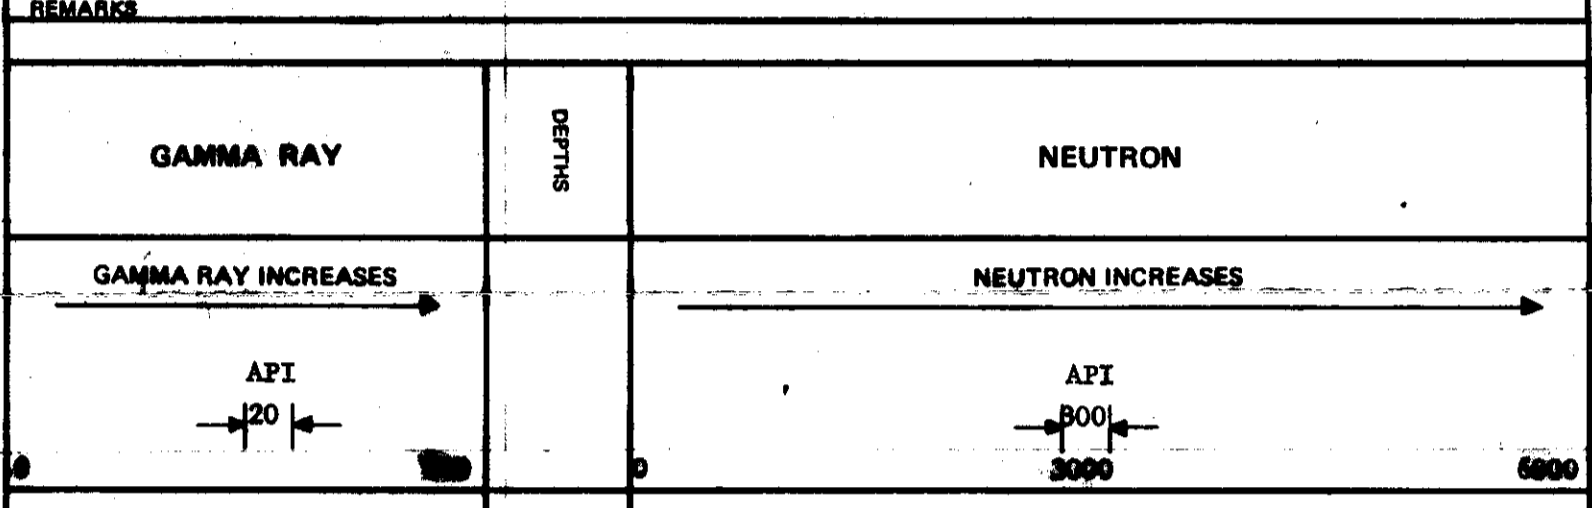 REMARKS
GAMMA RAY
DEPTHS
NEUTRON
GAMMA RAY INCREASES
NEUTRON INCREASES
API
20
API
300
0
0
3000
6000